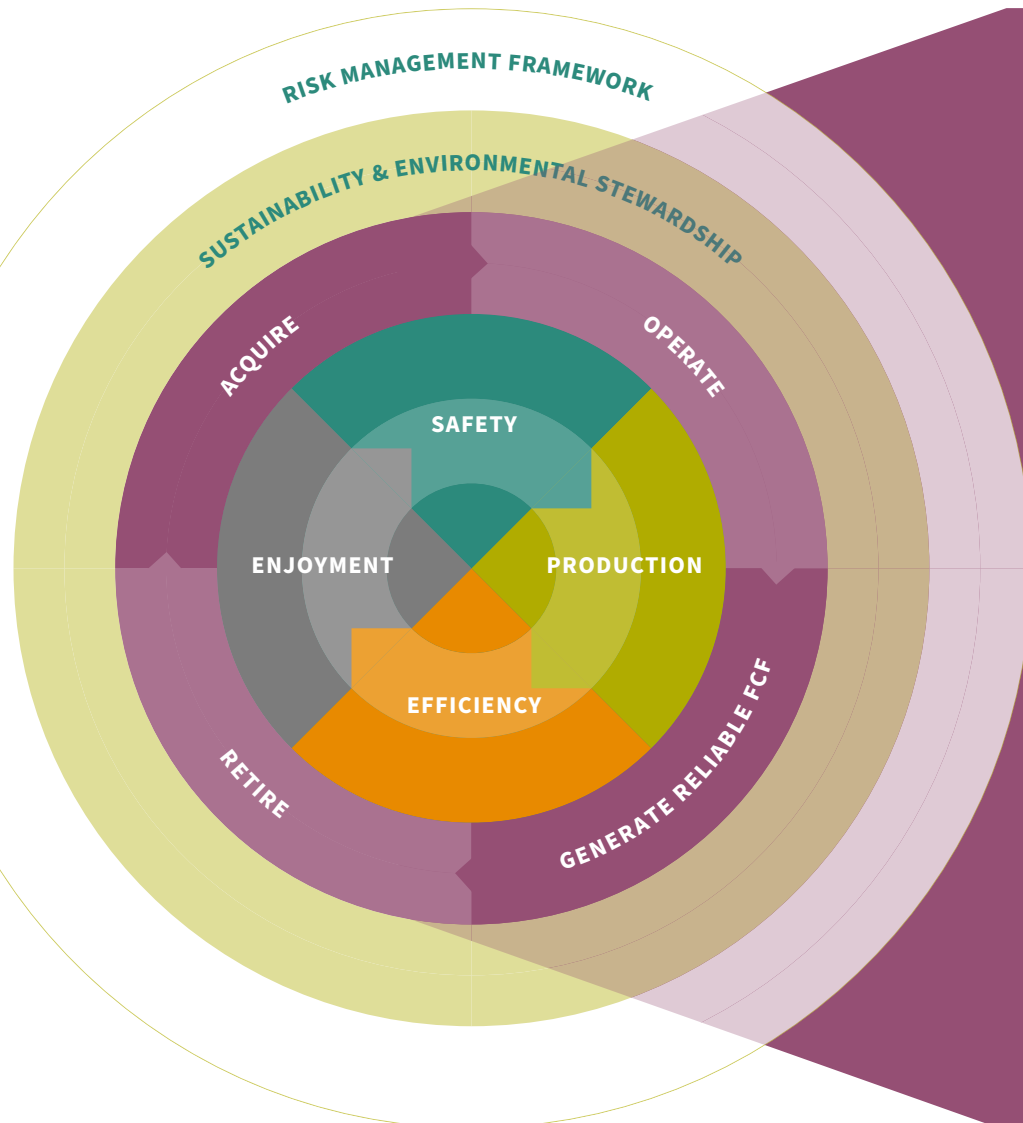 RISK MANAGEMENT FRAMEWORK
SUSTAINABILITY & ENVIRONMENTAL STEWARDSHIP
ACQUIRE
OPERATE
SAFETY
ENJOYMENT
PRODUCTION
EFFICIENCY
RETIRE
GENERATE RELIABLE FCF